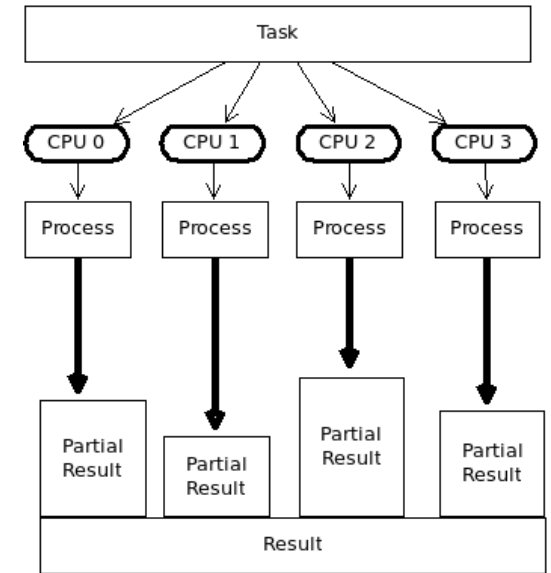 Task
CPU 0
CPU 1
CPU 2
CPU 3
Process
Process
Process
Process
Partial
Result
Partial
Result
Partial
Result
Partial
Result
Result